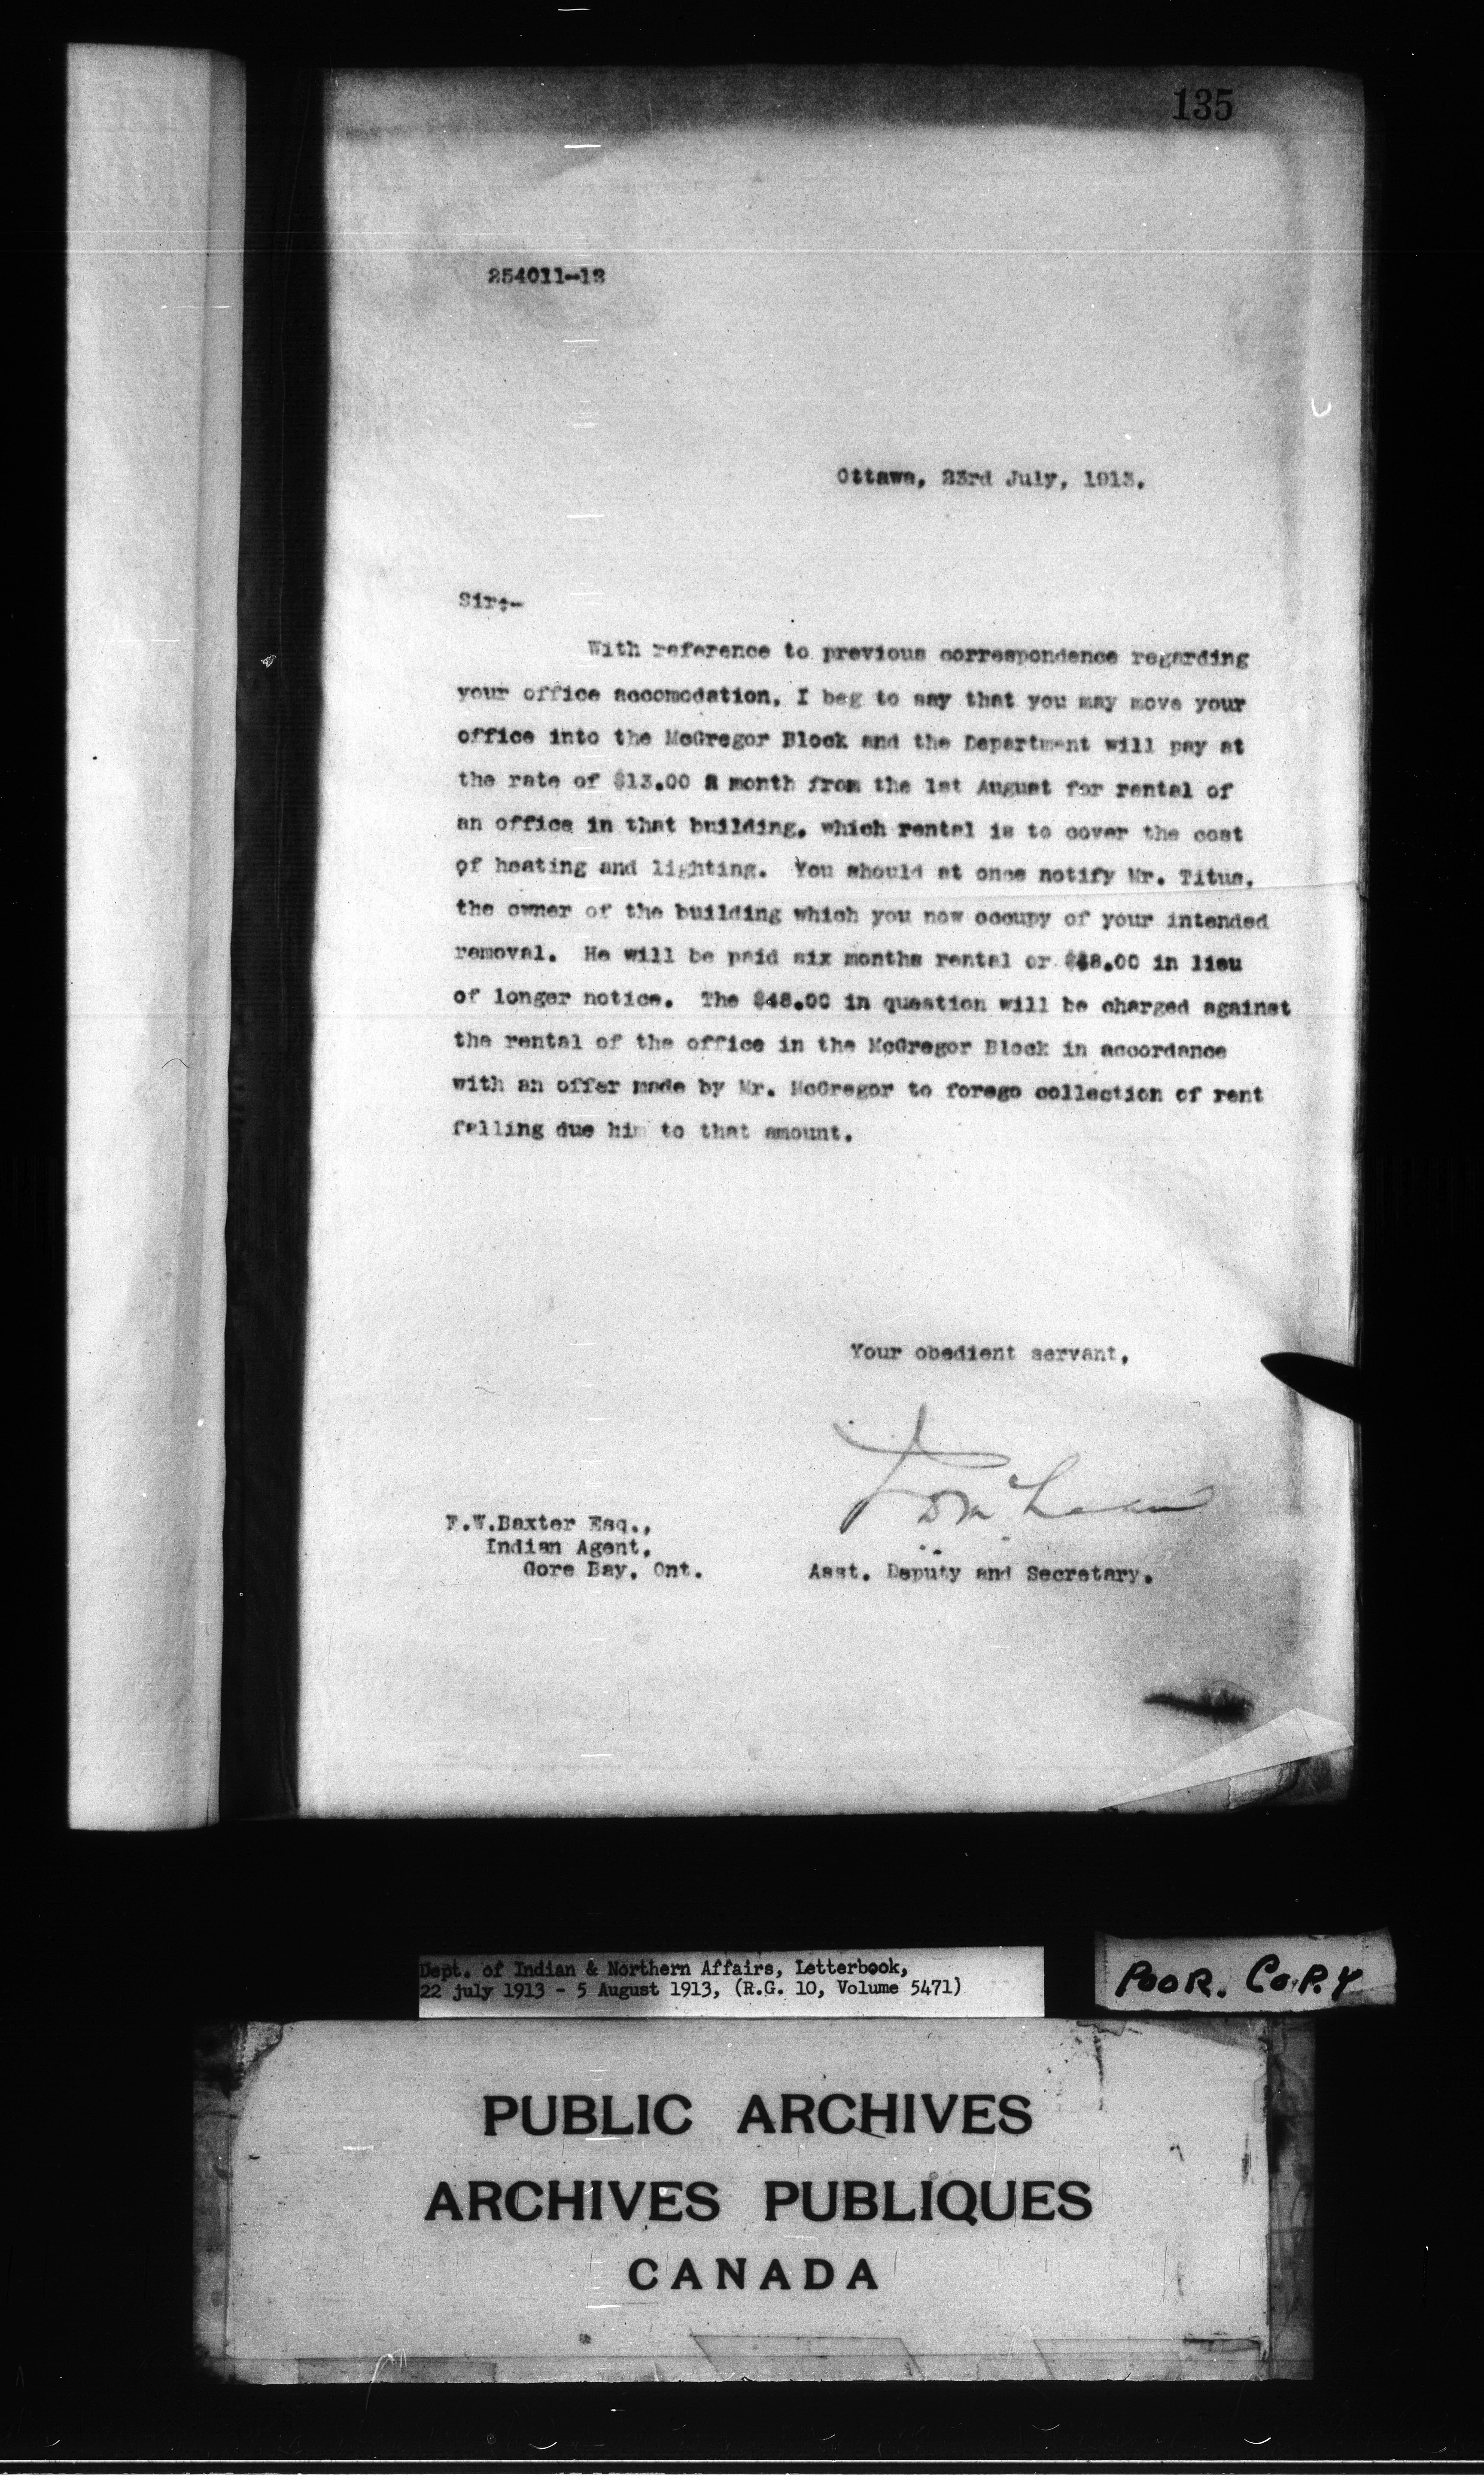 135
254011-12
Ottawa, 23rd July, 1913.
Sir:-
With reference to previous correspondence regarding
your office accomodation, I beg to say that you may move your
office into the McGregor Block and the Department will pay at
the rate of $13.00 a month from the 1st August for rental of
an office in that building, which rental is to cover the cost
of heating and lighting. You should at once notify Mr. Titus,
the owner of the building which you now occupy of your intended
removal. He will be paid six months rental or $48.00 in lieu
of longer notice. The $48.00 in question will be charged against
the rental of the office in the McGregor Block in accordance
with an offer made by Mr. McGregor to forego collection of rent
falling due him to that amount.
Your obedient servant,
F.W.Baxter Esq.,
Indian Agent,
Gore Bay, Ont.
Asst. Deputy and Secretary.
Dept. of Indian & Northern Affairs, Letterbook,
22 july 1913 - 5 August 1913, (R.G. 10, Volume 5471)
POOR. COPY
PUBLIC ARCHIVES
ARCHIVES PUBLIQUES
CANADA